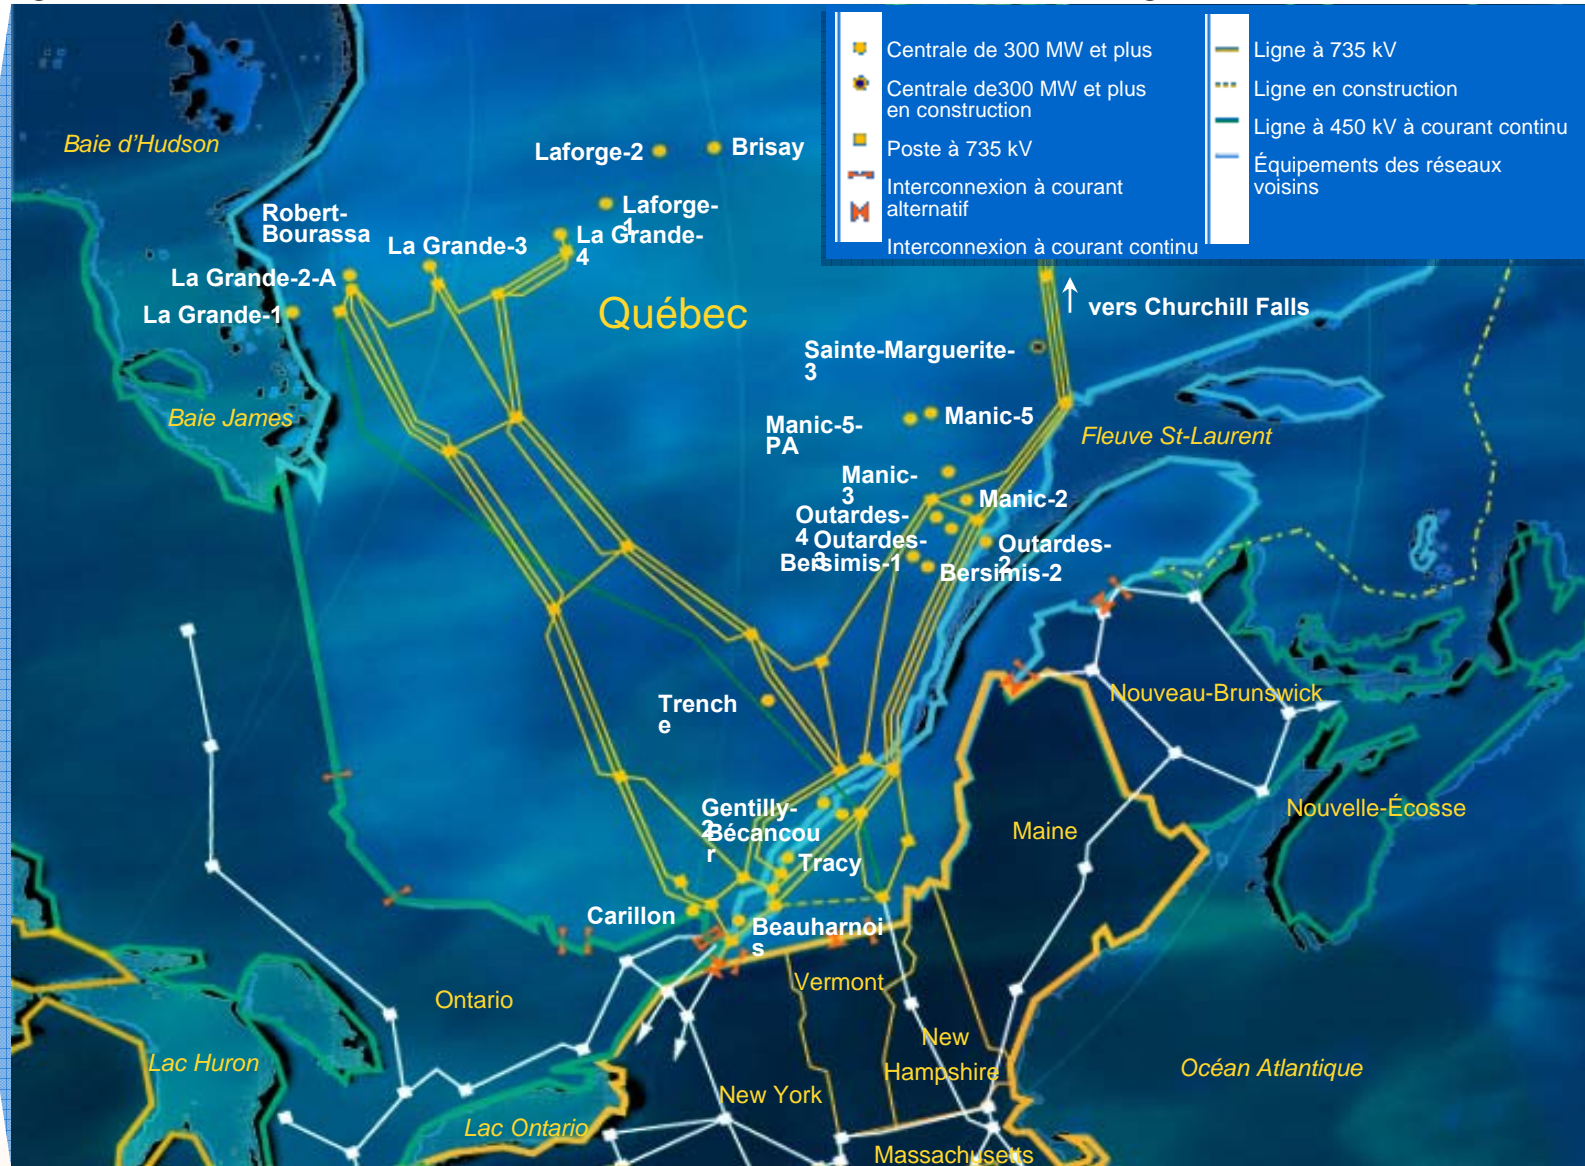 Centrale de 300 MW et plus
Centrale de300 MW et plus
en construction
Poste à 735 kV
Interconnexion à courant
alternatif
Interconnexion à courant continu
Ligne à 735 kV
Ligne en construction
Ligne à 450 kV à courant continu
Équipements des réseaux
voisins
Baie d'Hudson
Laforge-2
Brisay
Robert-
Bourassa
Laforge-
1
La Grande-3
La Grande-
4
La Grande-2-A
La Grande-1
Québec
vers Churchill Falls
Sainte-Marguerite-
3
Baie James
Manic-5-
PA
Manic-5
Fleuve St-Laurent
Manic-
3
Manic-2
Outardes-
4
Outardes-
3
Outardes-
2
Bersimis-1
Bersimis-2
Trench
e
Nouveau-Brunswick
Gentilly-
2
Bécancou
r
Tracy
Maine
Nouvelle-Écosse
Carillon
Beauharnoi
s
Ontario
Vermont
New
Hampshire
Lac Huron
Océan Atlantique
New York
Lac Ontario
Massachusetts